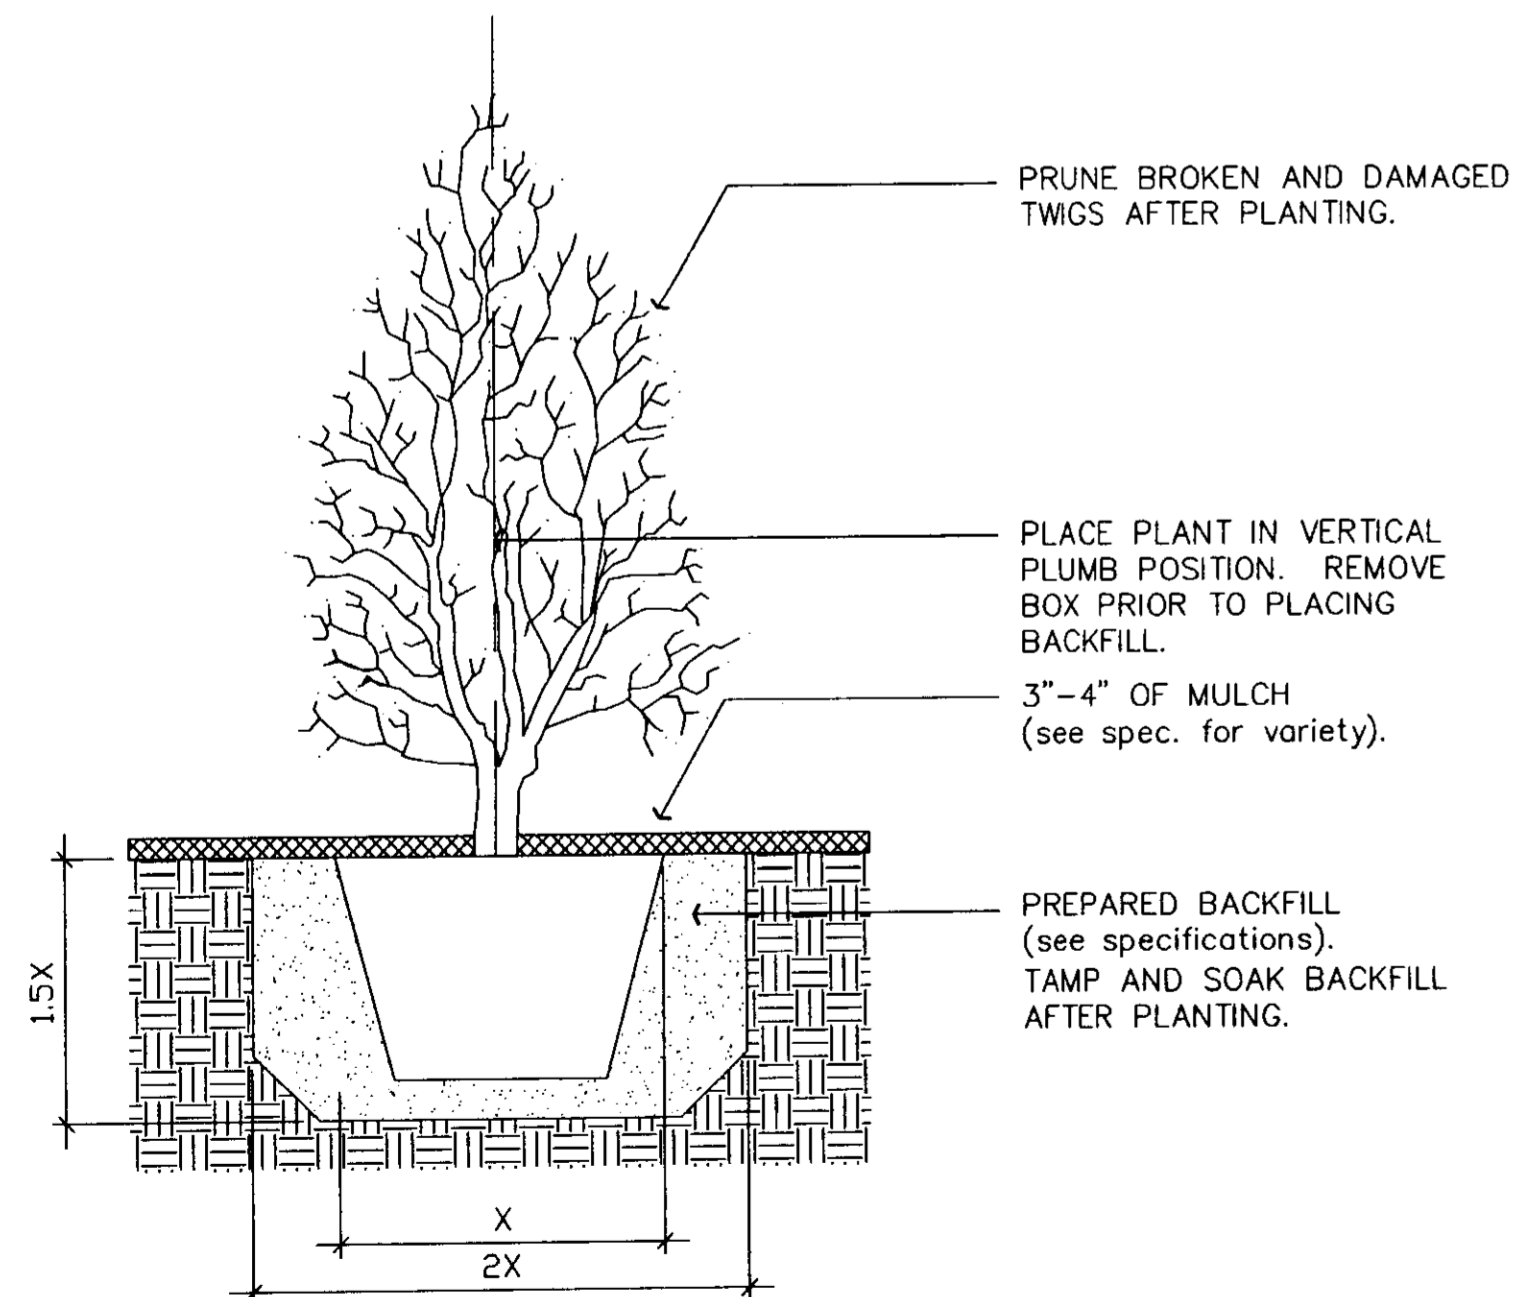 PRUNE BROKEN AND DAMAGED
TWIGS AFTER PLANTING.
PLACE PLANT IN VERTICAL
PLUMB POSITION. REMOVE
BOX PRIOR TO PLACING
BACKFILL.
3"-4" OF MULCH
(see spec. for variety).
PREPARED BACKFILL
(see specifications).
TAMP AND SOAK BACKFILL
AFTER PLANTING.
1.5X
X
2X